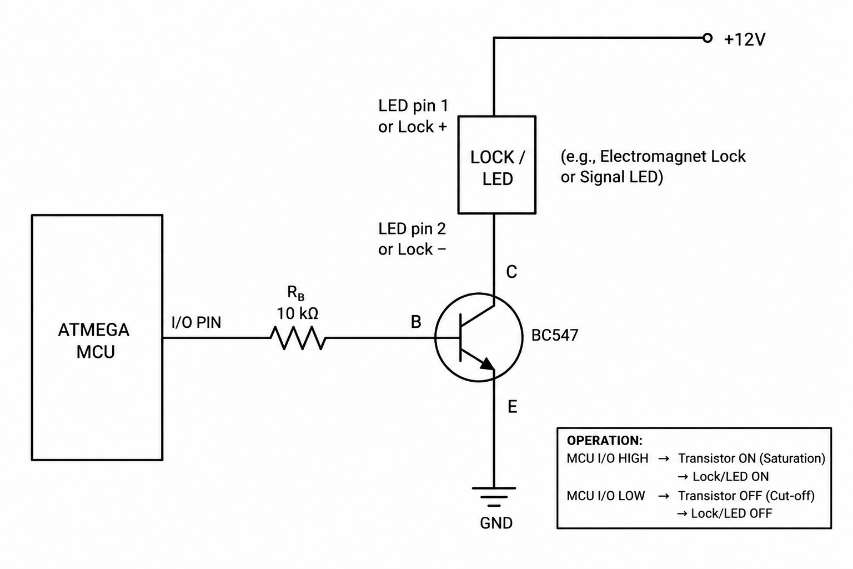 +12V
LED pin 1
or Lock +
LOCK /
LED
(e.g., Electromagnet Lock
or Signal LED)
LED pin 2
or Lock –
C
ATMEGA
MCU
I/O PIN
RB
10 kΩ
B
BC547
E
GND
OPERATION:
MCU I/O HIGH → Transistor ON (Saturation)
→ Lock/LED ON
MCU I/O LOW → Transistor OFF (Cut-off)
→ Lock/LED OFF